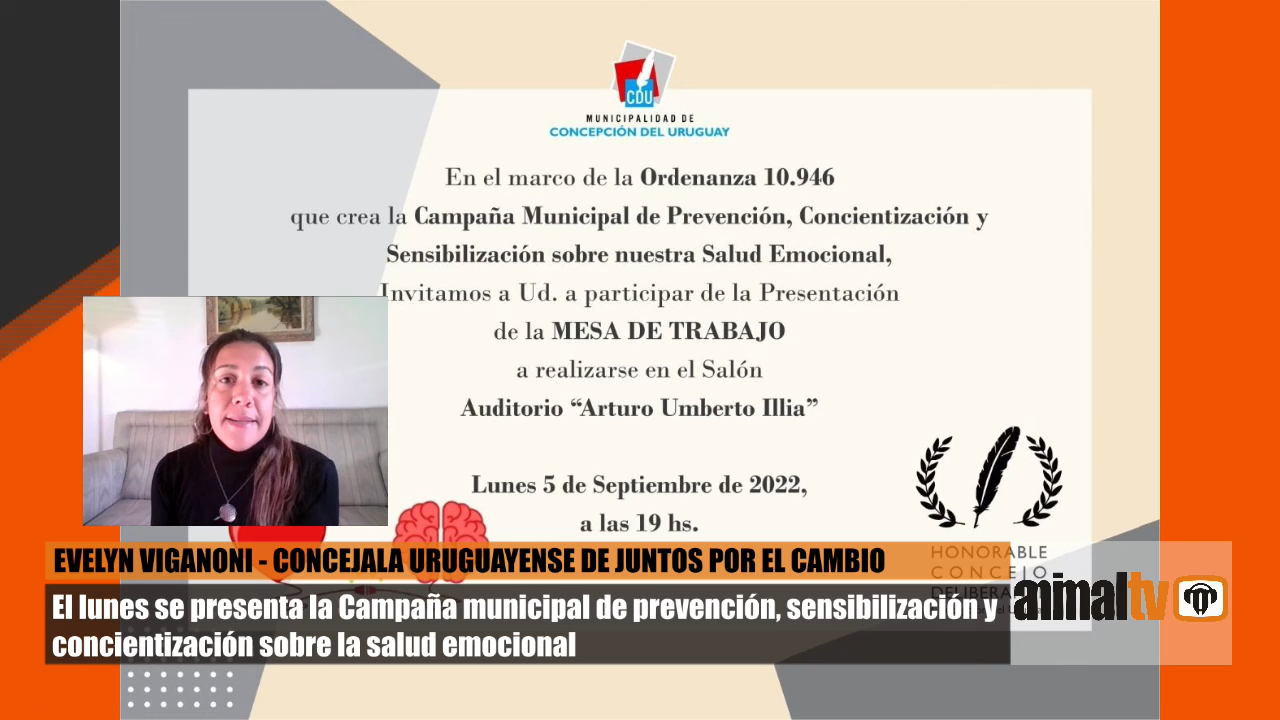 CDU
MUNICIPALIDAD DE
CONCEPCIÓN DEL URUGUAY
En el marco de la Ordenanza 10.946
que crea la Campaña Municipal de Prevención, Concientización y
Sensibilización sobre nuestra Salud Emocional,
Invitamos a Ud. a participar de la Presentación
de la MESA DE TRABAJO
a realizarse en el Salón
Auditorio “Arturo Umberto Illia”
Lunes 5 de Septiembre de 2022,
a las 19 hs.
HONORABLE
CONCEJO
EVELYN VIGANONI - CONCEJALA URUGUAYENSE DE JUNTOS POR EL CAMBIO
El lunes se presenta la Campaña municipal de prevención, sensibilización y
concientización sobre la salud emocional
animaltv